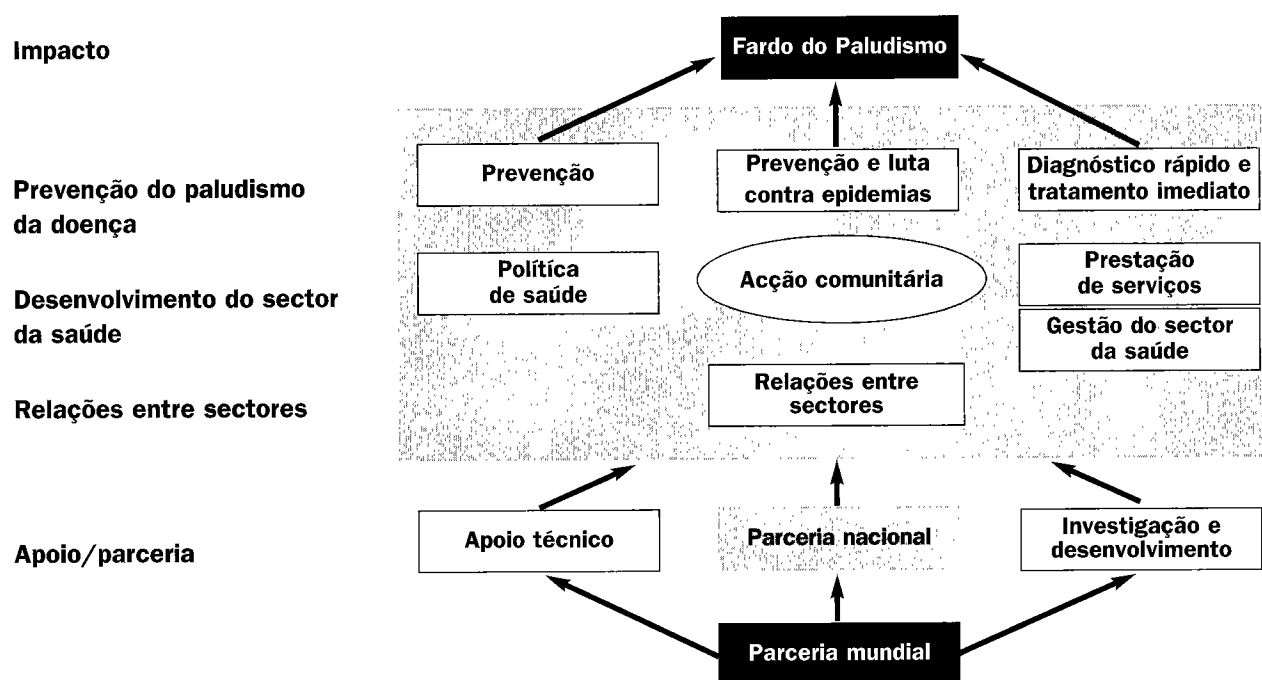 Impacto
Fardo do Paludismo
Prevenção do paludismo
da doença
Prevenção
Prevenção e luta
contra epidemias
Diagnóstico rápido e
tratamento imediato
Desenvolvimento do sector
da saúde
Política
de saúde
Acção comunitária
Prestação
de serviços
Gestão do sector
da saúde
Relações entre sectores
Relações entre
sectores
Apoio/parceria
Apoio técnico
Parceria nacional
Investigação e
desenvolvimento
Parceria mundial